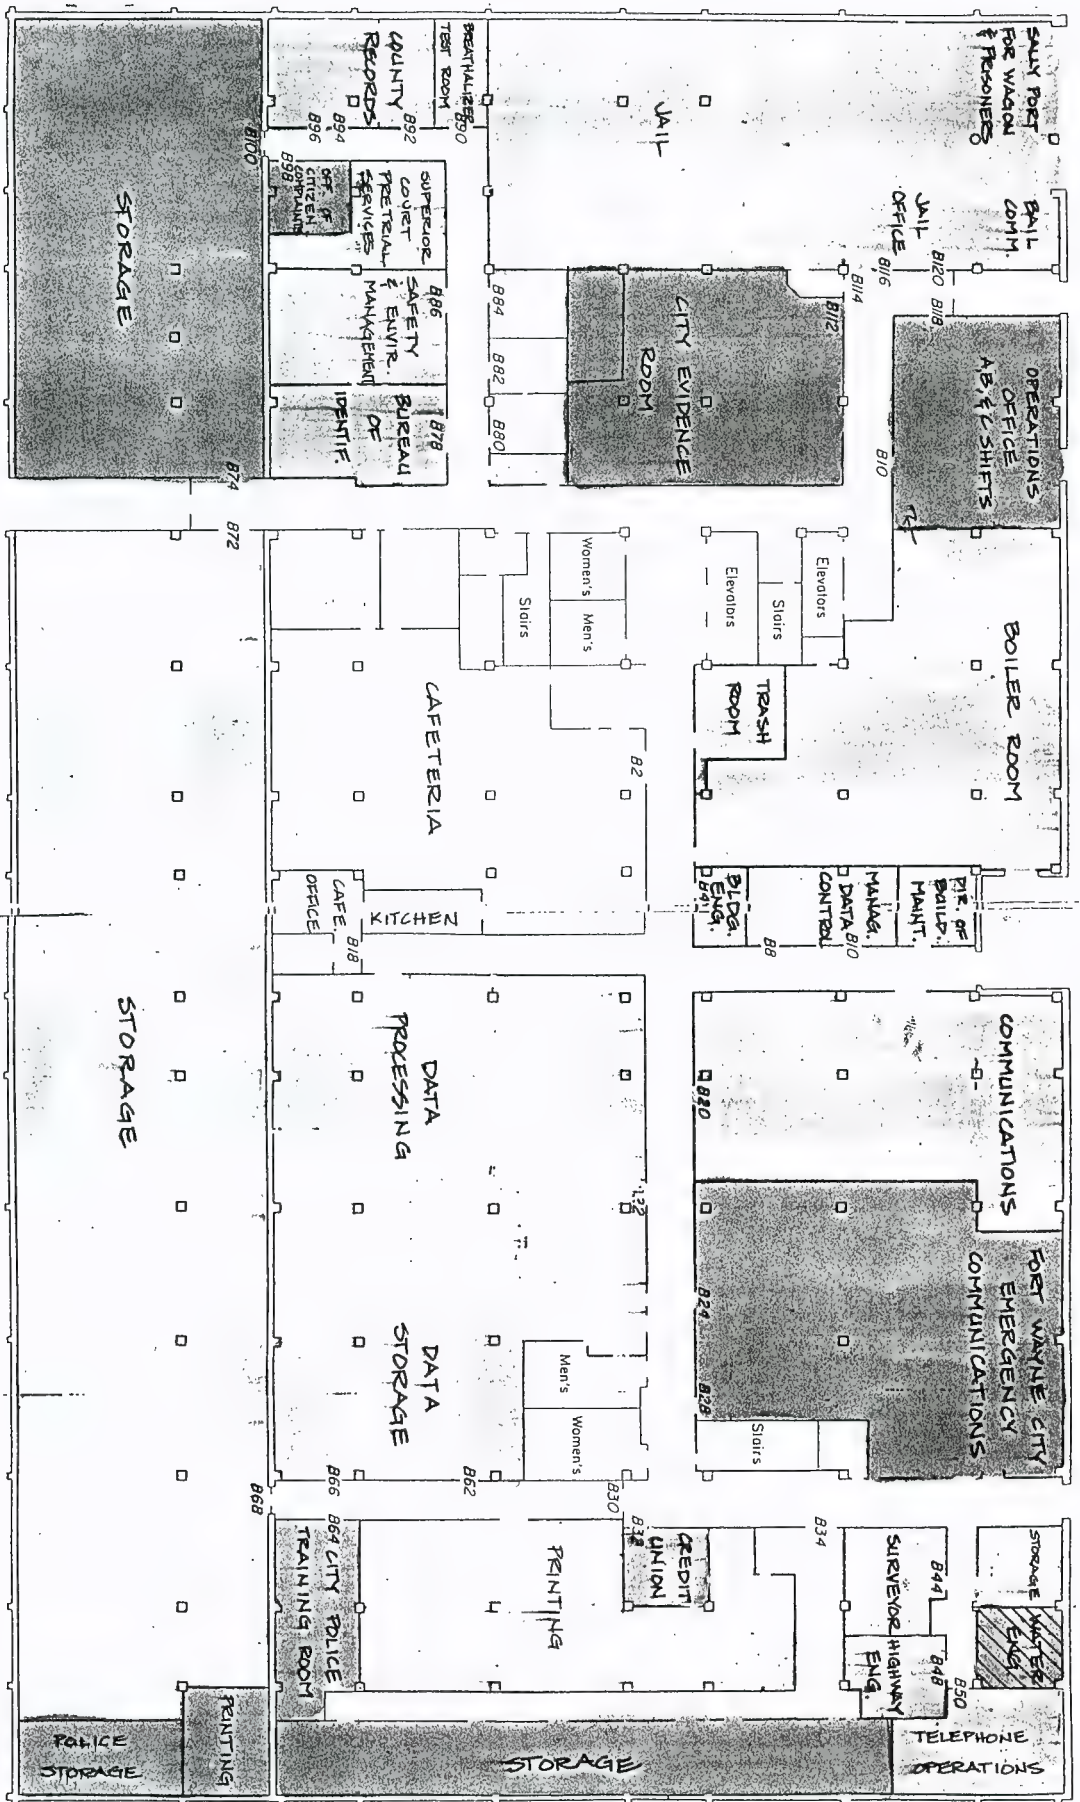 SALLY PORT
FOR WAGON
& PRISONERS
BAIL
COMM.
JAIL
OFFICE
JAIL
B120
B116
B114
B118
B112
BREATHALIZER
TEST ROOM
COUNTY
RECORDS
B90
B92
B94
B96
B100
B98
OFF. OF
CITIZEN
COMPLAINTS
SUPERIOR
COURT
PRETRIAL
SERVICES
B86
SAFETY
& ENVIR.
MANAGEMENT
B78
BUREAU
OF
IDENTIF.
B84
B82
B80
CITY EVIDENCE
ROOM
OPERATIONS
OFFICE
A,B,&C SHIFTS
B10
STORAGE
B74
B72
Women's
Men's
Stairs
Elevators
Stairs
Elevators
TRASH
ROOM
BOILER ROOM
CAFETERIA
B2
CAFE.
OFFICE
B18
KITCHEN
BLDG.
ENG.
B41
MANAG.
DATA
CONTROL
B10
B8
DIR. OF
BUILD.
MAINT.
COMMUNICATIONS
B20
DATA
PROCESSING
STORAGE
FORT WAYNE CITY
EMERGENCY
COMMUNICATIONS
B24
B28
DATA
STORAGE
Men's
Women's
Stairs
B30
B62
B66
B68
B64
CITY POLICE
TRAINING ROOM
PRINTING
CREDIT
UNION
B32
B34
SURVEYOR
B44
HIGHWAY
ENG.
B48
B50
STORAGE
WATER
ENG.
TELEPHONE
OPERATIONS
STORAGE
PRINTING
POLICE
STORAGE